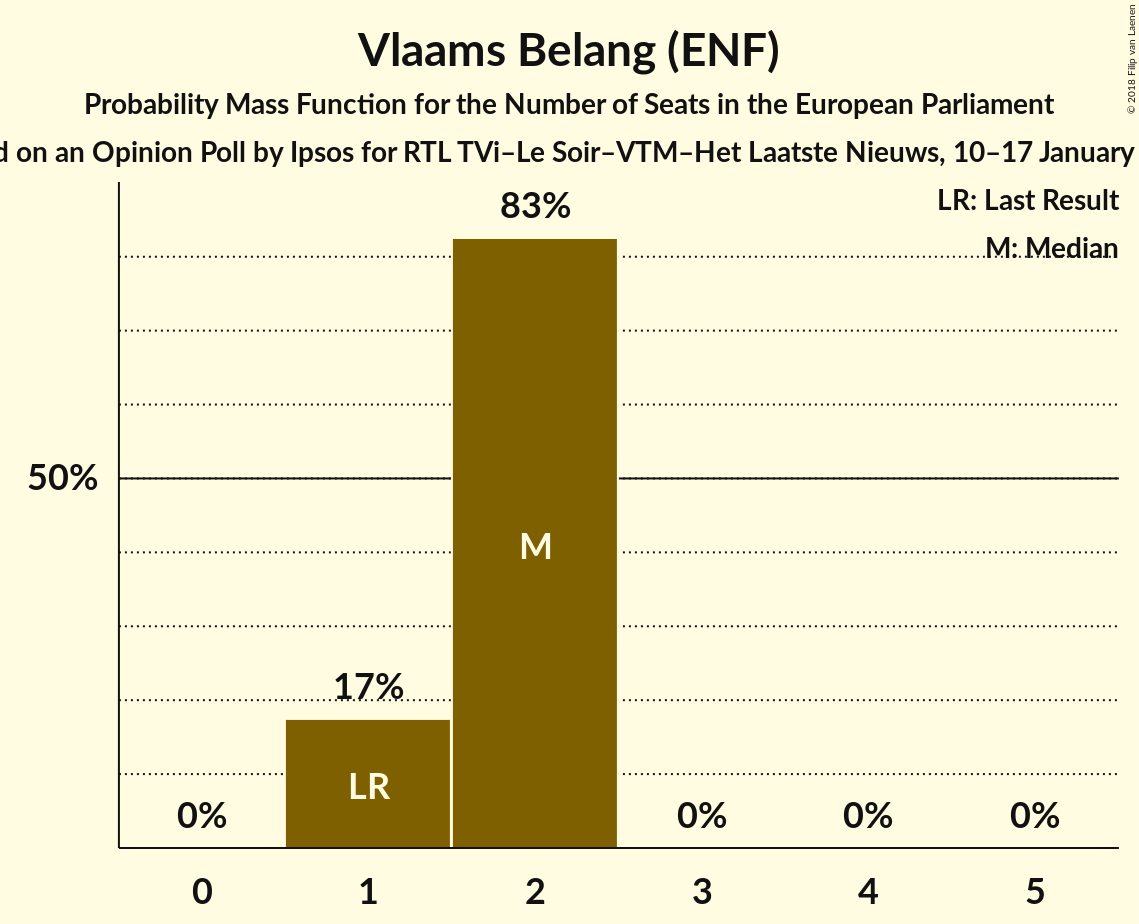 Vlaams Belang (ENF)
Probability Mass Function for the Number of Seats in the European Parliament
on an Opinion Poll by Ipsos for RTL TVi–Le Soir–VTM–Het Laatste Nieuws, 10–17 January
© 2018 Filip van Laenen
LR: Last Result
M: Median
83%
50%
M
17%
LR
0%
0%
0%
0%
0
1
2
3
4
5